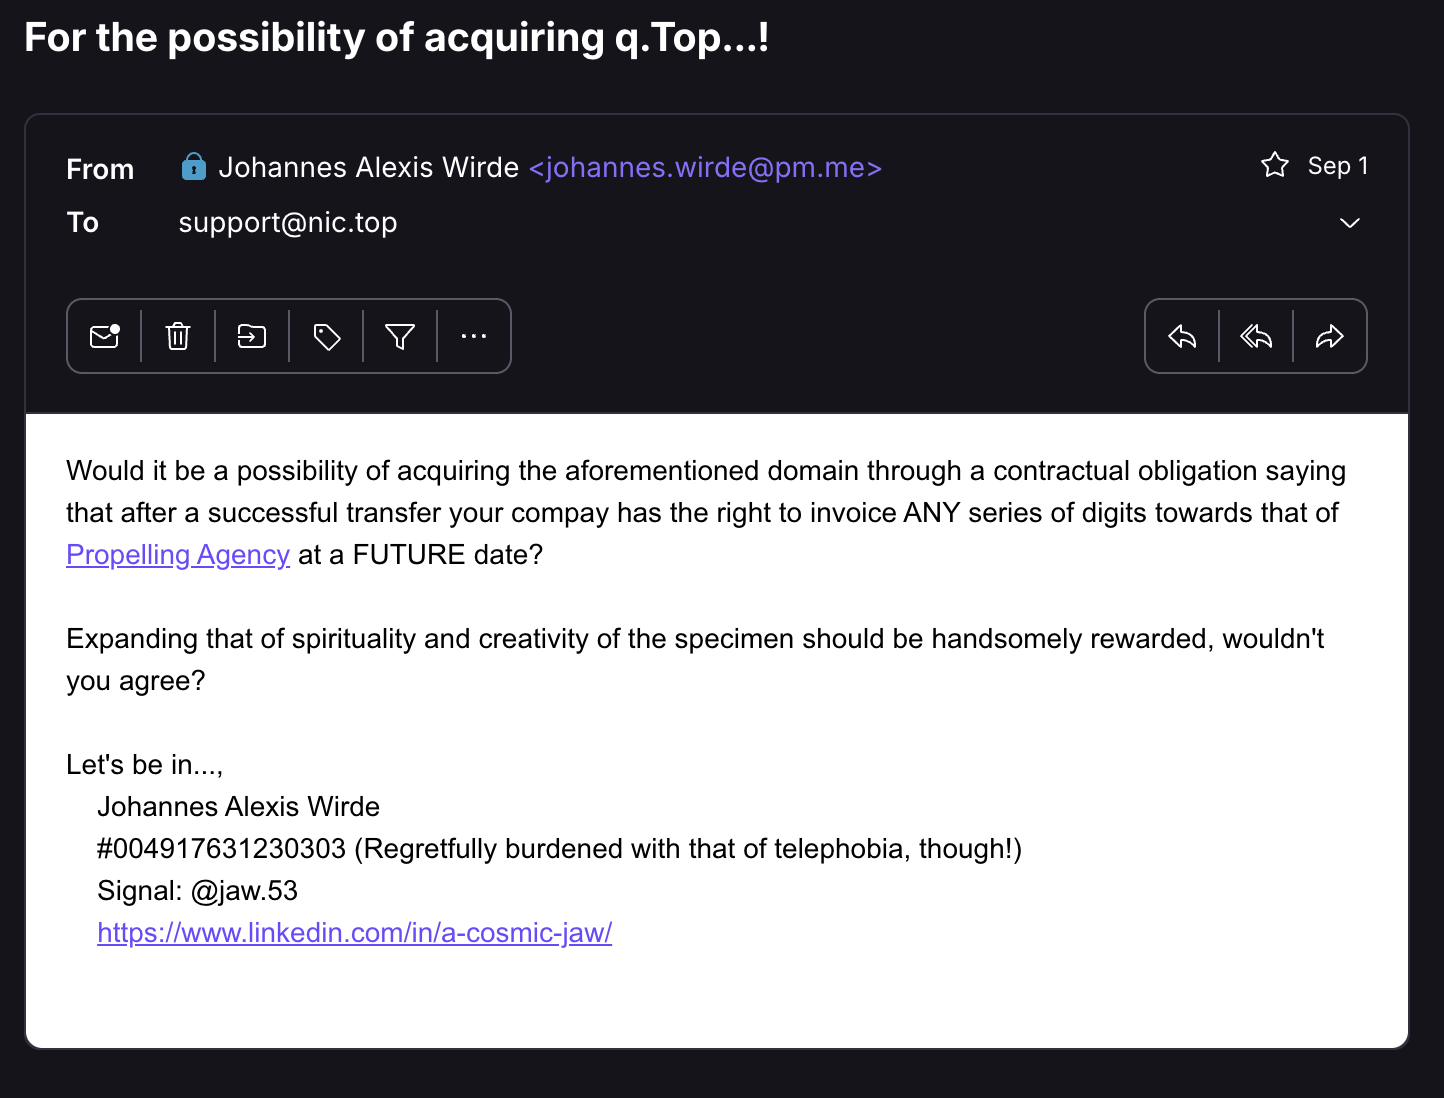 For the possibility of acquiring q.Top...!
From Johannes Alexis Wirde <johannes.wirde@pm.me> Sep 1
To support@nic.top
Would it be a possibility of acquiring the aforementioned domain through a contractual obligation saying
that after a successful transfer your compay has the right to invoice ANY series of digits towards that of
Propelling Agency at a FUTURE date?
Expanding that of spirituality and creativity of the specimen should be handsomely rewarded, wouldn't
you agree?
Let's be in...,
Johannes Alexis Wirde
#004917631230303 (Regretfully burdened with that of telephobia, though!)
Signal: @jaw.53
https://www.linkedin.com/in/a-cosmic-jaw/